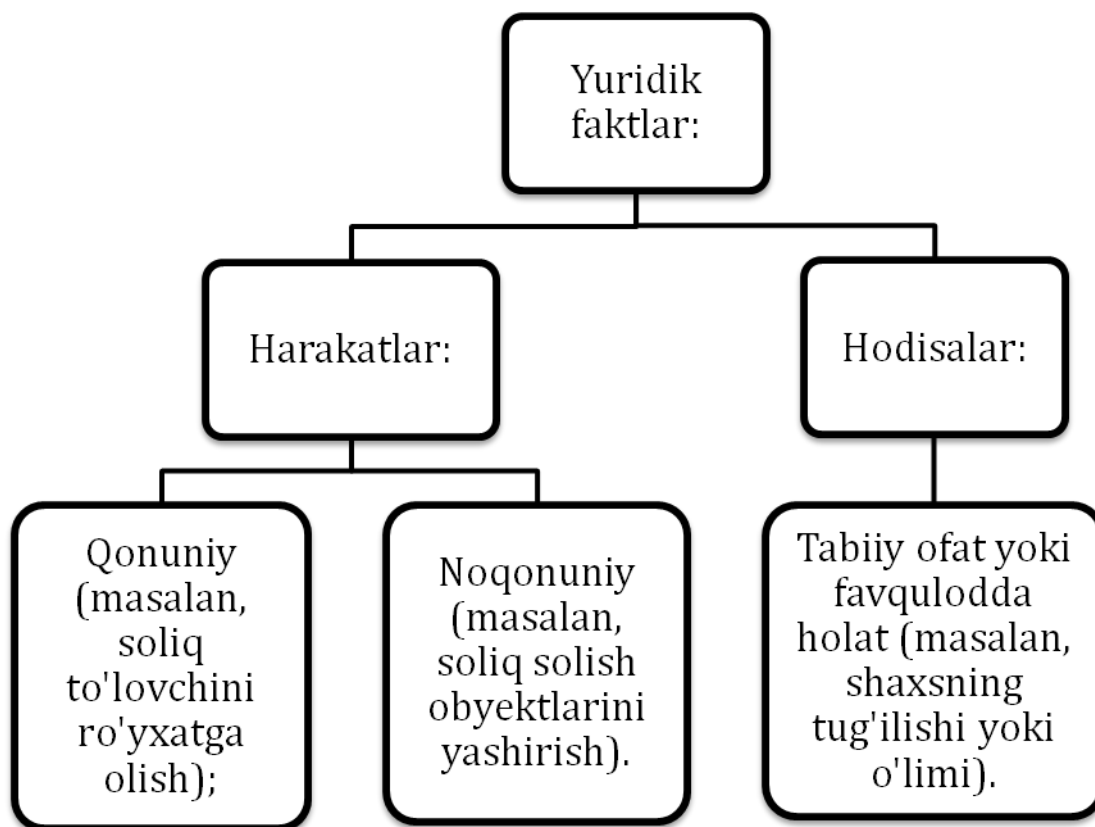 Yuridik
faktlar:
Harakatlar:
Hodisalar:
Qonuniy
(masalan,
soliq
to'lovchini
ro'yxatga
olish);
Noqonuniy
(masalan,
soliq solish
obyektlarini
yashirish).
Tabiiy ofat yoki
favqulodda
holat (masalan,
shaxsning
tug'ilishi yoki
o'limi).